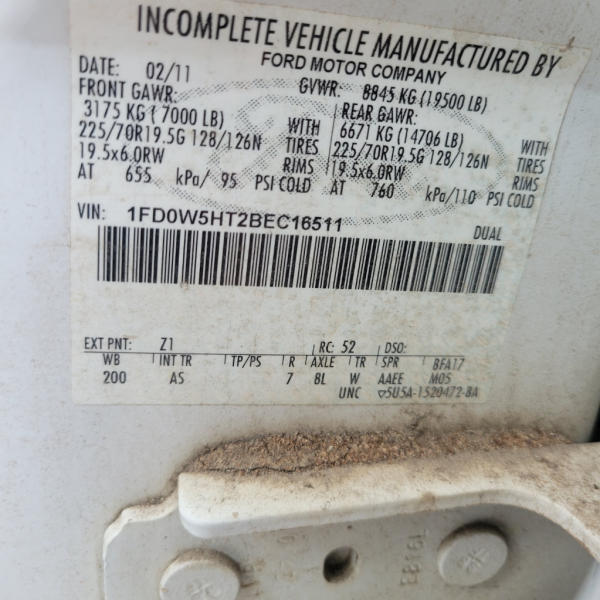 INCOMPLETE VEHICLE MANUFACTURED BY
FORD MOTOR COMPANY
DATE: 02/11 GVWR: 8845 KG (19500 LB)
FRONT GAWR: REAR GAWR:
3175 KG ( 7000 LB) WITH 6671 KG (14706 LB) WITH
225/70R19.5G 128/126N TIRES 225/70R19.5G 128/126N TIRES
19.5x6.0RW RIMS 19.5x6.0RW RIMS
AT 655 kPa/ 95 PSI COLD AT 760 kPa/110 PSI COLD
VIN: 1FD0W5HT2BEC16511
DUAL
EXT PNT: Z1 RC: 52 DSO:
WB INT TR TP/PS R AXLE TR SPR BFA17
200 AS 7 8L W AAEE M05
UNC ▽5U5A-1520472-BA
E816L